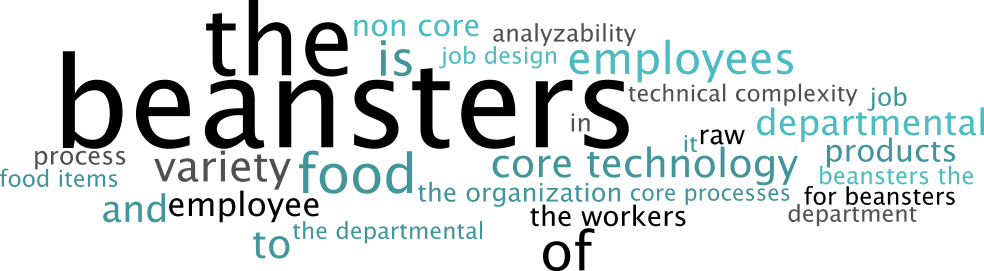 the
non core
analyzability
is
job design
employees
beansters
technical complexity
job
in
it
raw
departmental
process
variety
food
core technology
products
food items
beansters the
the organization
core processes
for beansters
and
employee
the workers
department
to
the departmental
of